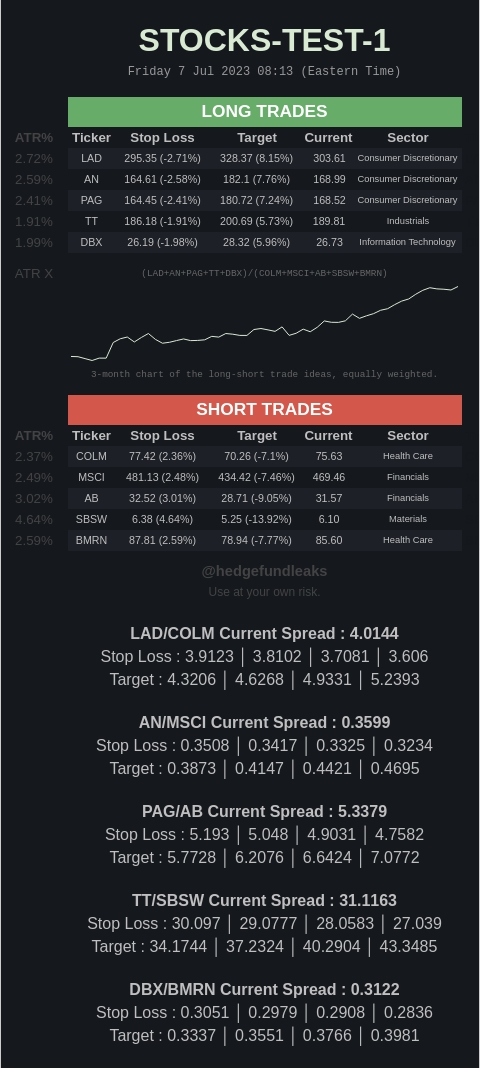 STOCKS-TEST-1
Friday 7 Jul 2023 08:13 (Eastern Time)
LONG TRADES
ATR% Ticker Stop Loss Target Current Sector
2.72% LAD 295.35 (-2.71%) 328.37 (8.15%) 303.61 Consumer Discretionary
2.59% AN 164.61 (-2.58%) 182.1 (7.76%) 168.99 Consumer Discretionary
2.41% PAG 164.45 (-2.41%) 180.72 (7.24%) 168.52 Consumer Discretionary
1.91% TT 186.18 (-1.91%) 200.69 (5.73%) 189.81 Industrials
1.99% DBX 26.19 (-1.98%) 28.32 (5.96%) 26.73 Information Technology
ATR X (LAD+AN+PAG+TT+DBX)/(COLM+MSCI+AB+SBSW+BMRN)
3-month chart of the long-short trade ideas, equally weighted.
SHORT TRADES
ATR% Ticker Stop Loss Target Current Sector
2.37% COLM 77.42 (2.36%) 70.26 (-7.1%) 75.63 Health Care
2.49% MSCI 481.13 (2.48%) 434.42 (-7.46%) 469.46 Financials
3.02% AB 32.52 (3.01%) 28.71 (-9.05%) 31.57 Financials
4.64% SBSW 6.38 (4.64%) 5.25 (-13.92%) 6.10 Materials
2.59% BMRN 87.81 (2.59%) 78.94 (-7.77%) 85.60 Health Care
@hedgefundleaks
Use at your own risk.
LAD/COLM Current Spread : 4.0144
Stop Loss : 3.9123 │ 3.8102 │ 3.7081 │ 3.606
Target : 4.3206 │ 4.6268 │ 4.9331 │ 5.2393
AN/MSCI Current Spread : 0.3599
Stop Loss : 0.3508 │ 0.3417 │ 0.3325 │ 0.3234
Target : 0.3873 │ 0.4147 │ 0.4421 │ 0.4695
PAG/AB Current Spread : 5.3379
Stop Loss : 5.193 │ 5.048 │ 4.9031 │ 4.7582
Target : 5.7728 │ 6.2076 │ 6.6424 │ 7.0772
TT/SBSW Current Spread : 31.1163
Stop Loss : 30.097 │ 29.0777 │ 28.0583 │ 27.039
Target : 34.1744 │ 37.2324 │ 40.2904 │ 43.3485
DBX/BMRN Current Spread : 0.3122
Stop Loss : 0.3051 │ 0.2979 │ 0.2908 │ 0.2836
Target : 0.3337 │ 0.3551 │ 0.3766 │ 0.3981